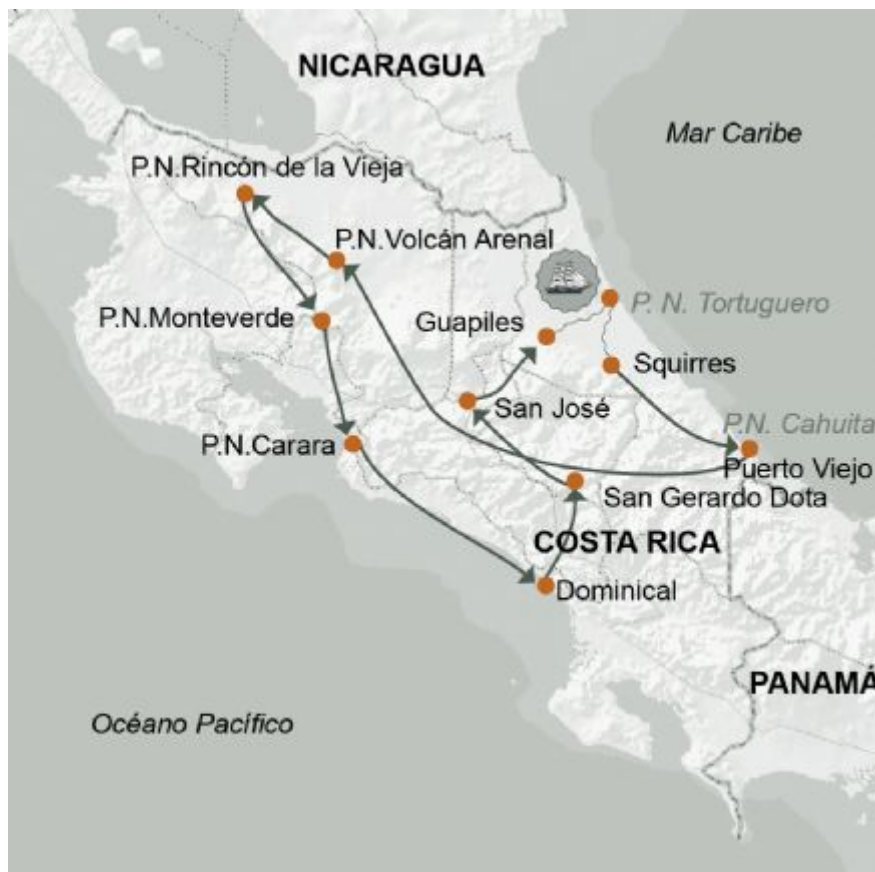 NICARAGUA
Mar Caribe
P.N.Rincón de la Vieja
P.N.Volcán Arenal
P. N. Tortuguero
P.N.Monteverde
Guapiles
Squirres
San José
P.N. Cahuita
P.N.Carara
Puerto Viejo
San Gerardo Dota
COSTA RICA
Dominical
PANAMÁ
Océano Pacífico